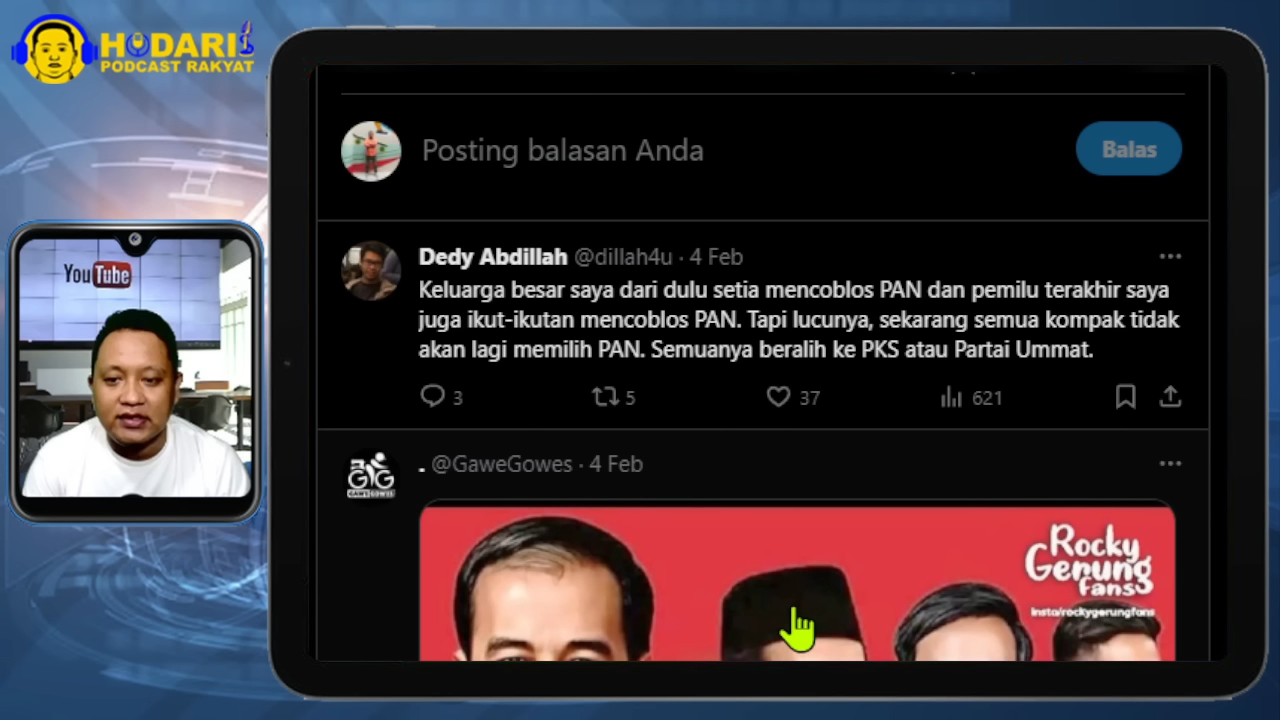 HODARI
PODCAST RAKYAT
YouTube
Posting balasan Anda
Balas
Dedy Abdillah @dillah4u · 4 Feb
Keluarga besar saya dari dulu setia mencoblos PAN dan pemilu terakhir saya
juga ikut-ikutan mencoblos PAN. Tapi lucunya, sekarang semua kompak tidak
akan lagi memilih PAN. Semuanya beralih ke PKS atau Partai Ummat.
3 5 37 621
. @GaweGowes · 4 Feb
GAWEGOWES
Rocky
Gerung
fans
Insta/rockygerungfans